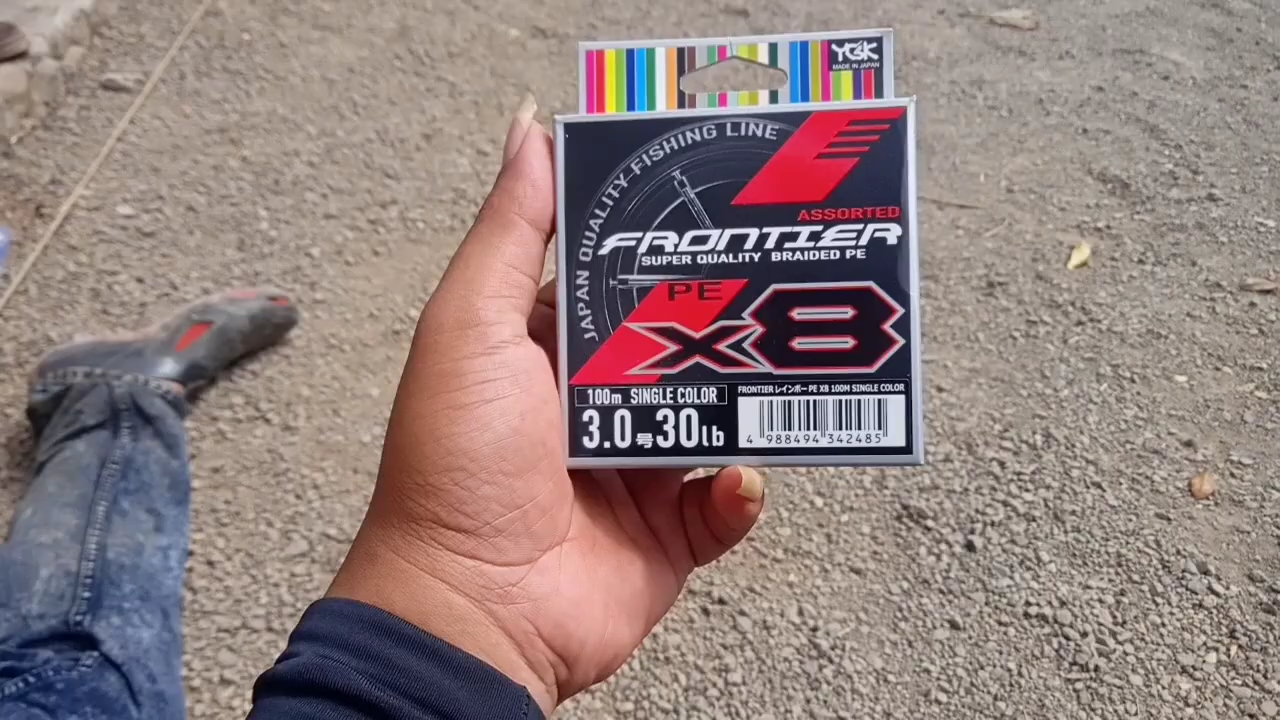 YGK
MADE IN JAPAN
JAPAN QUALITY FISHING LINE
ASSORTED
FRONTIER
SUPER QUALITY BRAIDED PE
PE
X8
100m SINGLE COLOR
3.0号30lb
FRONTIER レインボー PE X8 100M SINGLE COLOR
4 988494 342485